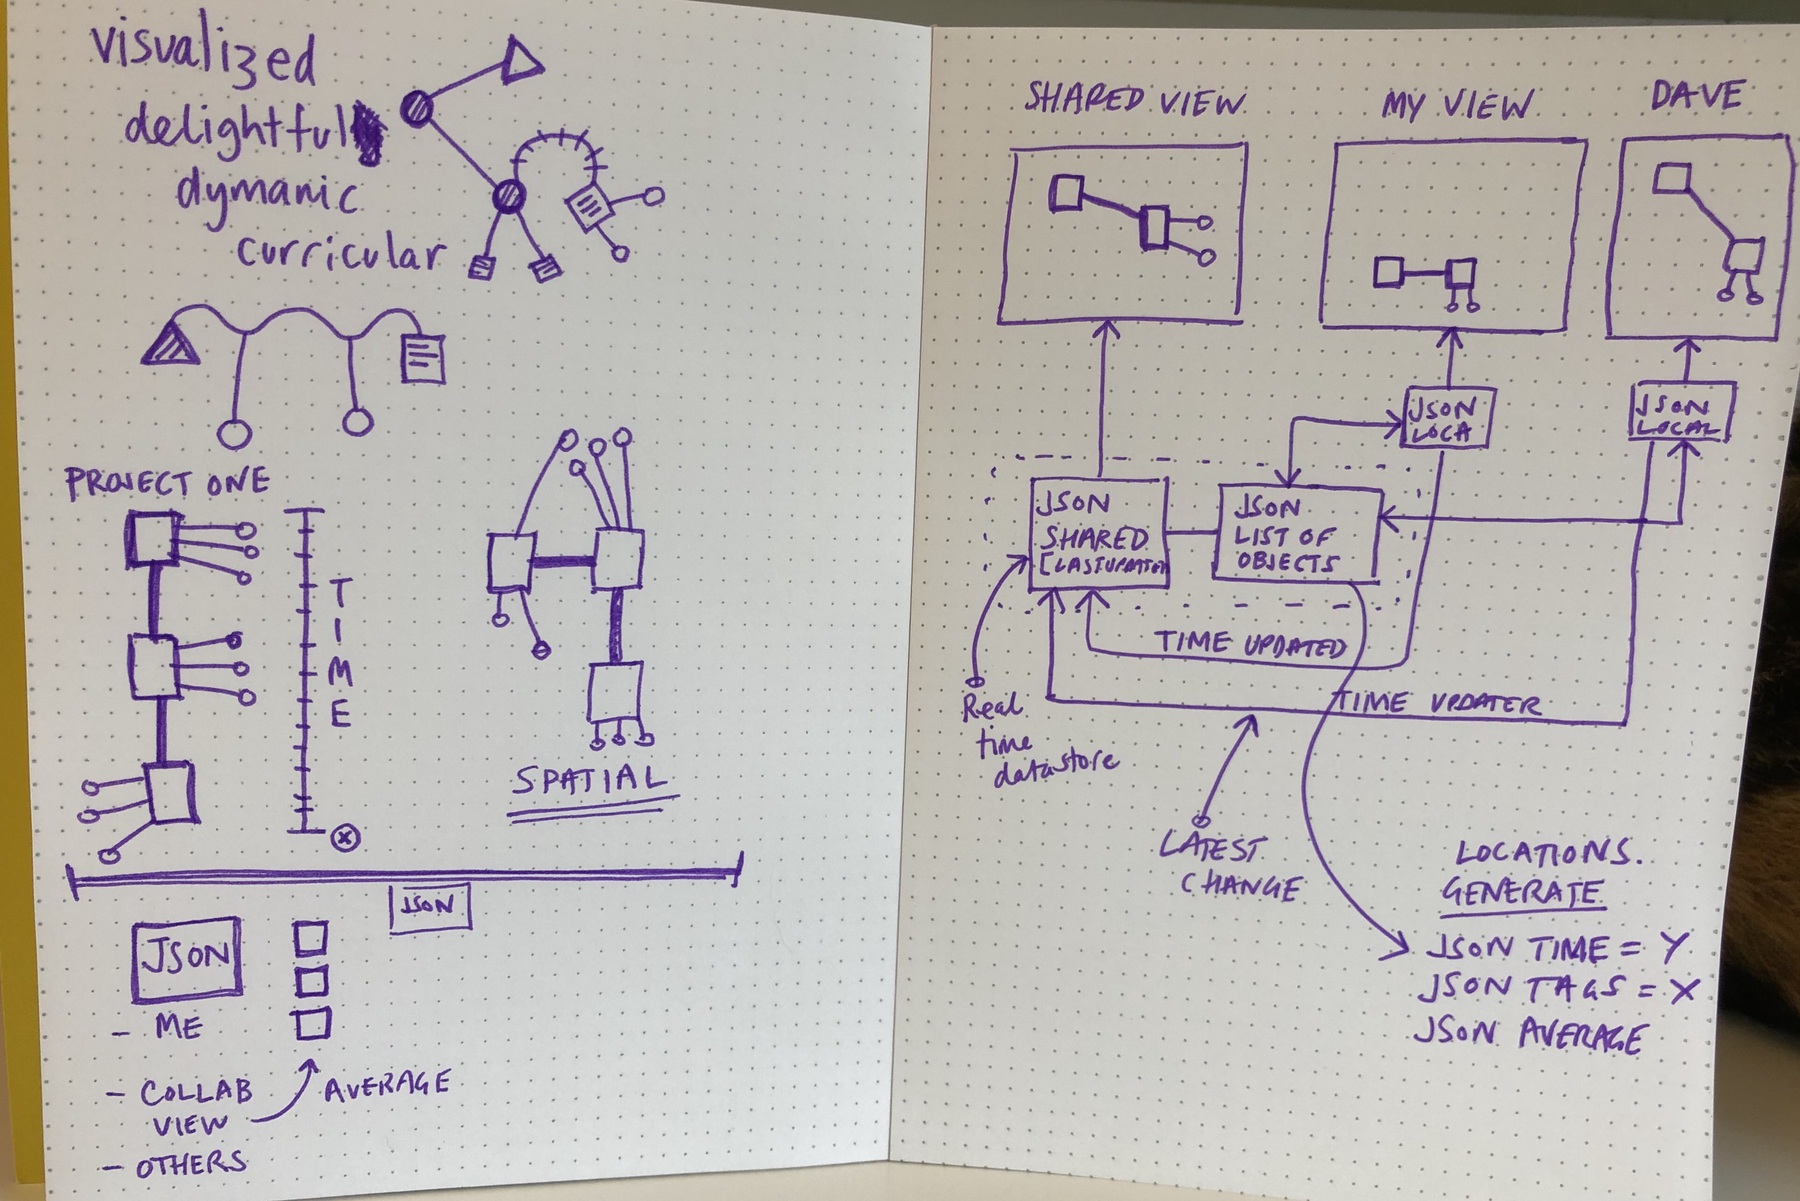 visualized
delightful
dymanic
curricular
PROJECT ONE
TIME
SPATIAL
JSON
JSON
- ME
- COLLAB
VIEW
AVERAGE
- OTHERS
SHARED VIEW
MY VIEW
DAVE
JSON
LOCA
JSON
LOCAL
JSON
SHARED
[LASTUPDATED
JSON
LIST OF
OBJECTS
TIME UPDATED
TIME UPDATER
Real
time
datastore
LATEST
CHANGE
LOCATIONS.
GENERATE
JSON TIME = Y
JSON TAGS = X
JSON AVERAGE